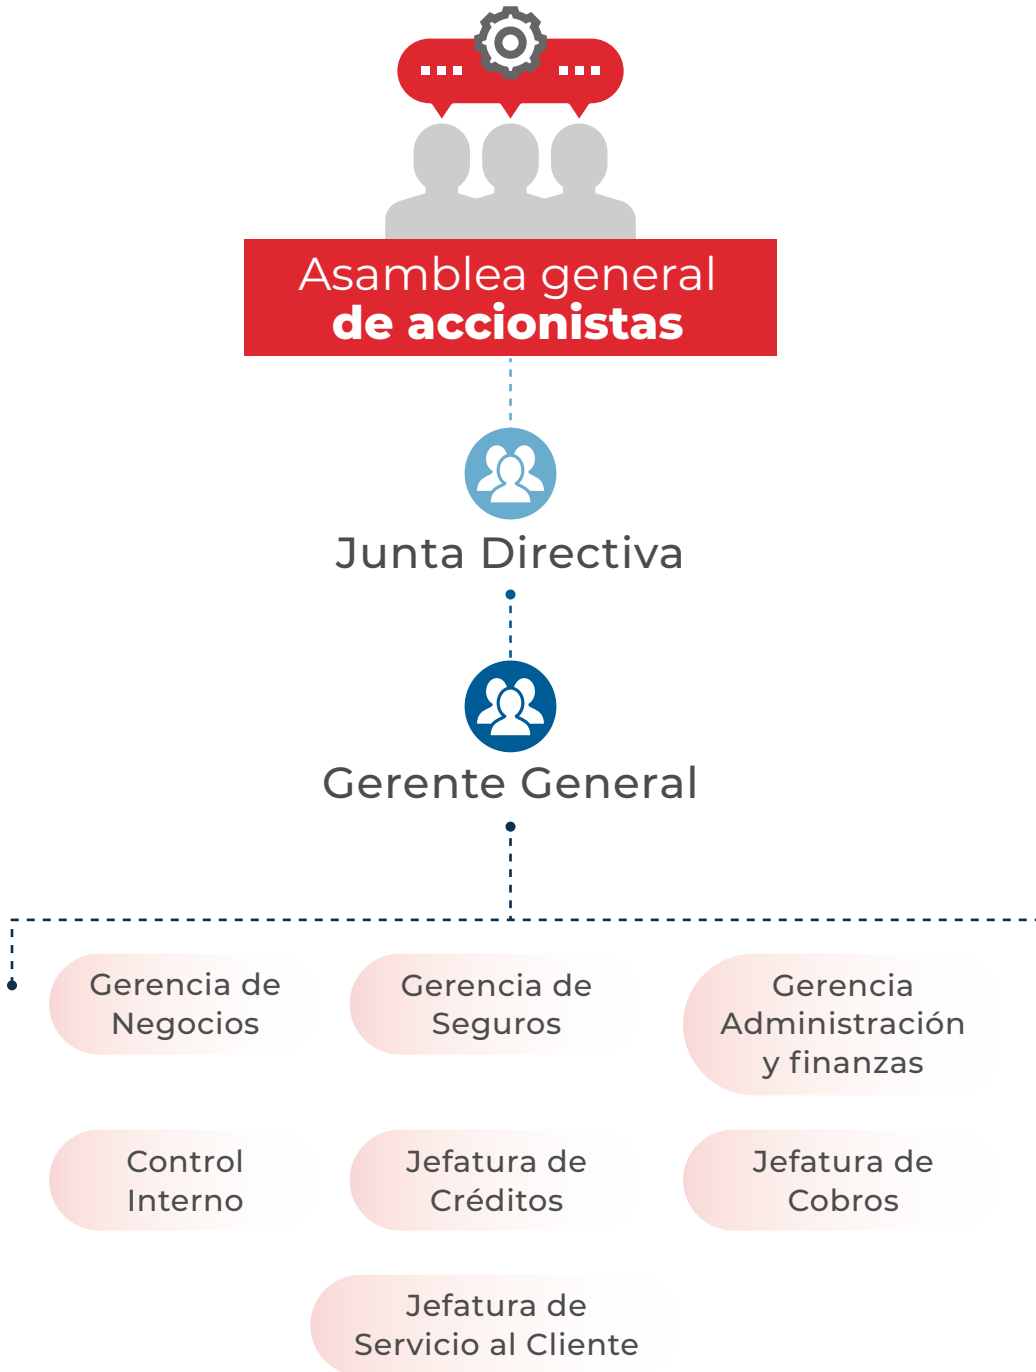 Asamblea general
de accionistas
Junta Directiva
Gerente General
Gerencia de
Negocios
Gerencia de
Seguros
Gerencia
Administración
y finanzas
Control
Interno
Jefatura de
Créditos
Jefatura de
Cobros
Jefatura de
Servicio al Cliente